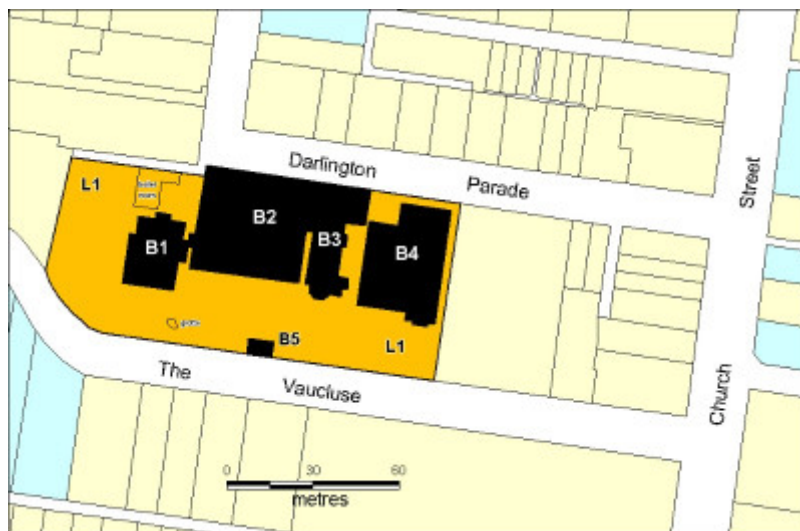 Darlington
Parade
Street
L1
B1
B2
B3
B4
B5
L1
The
Vaucluse
Church
0 30 60
metres